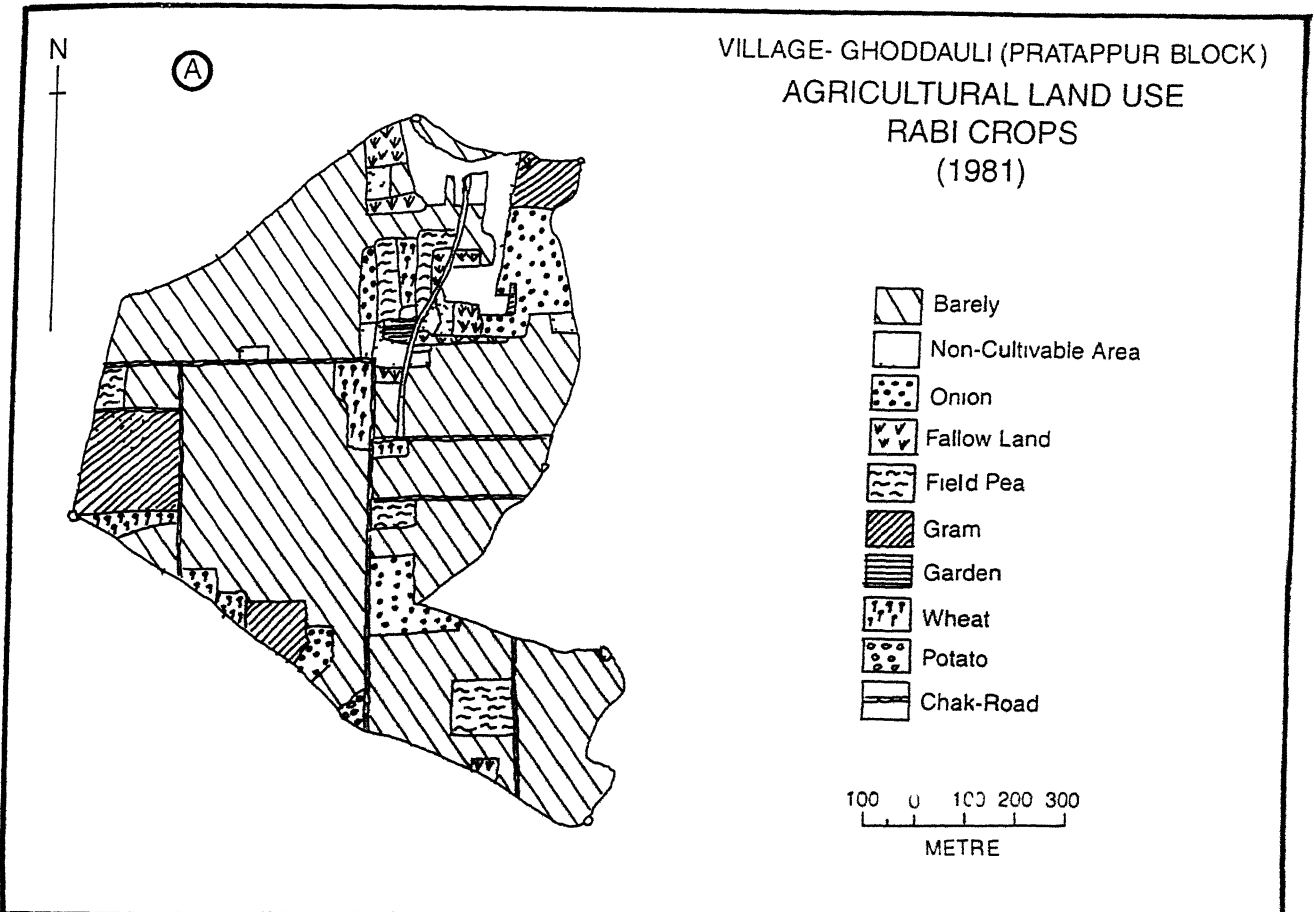 N
A
VILLAGE- GHODDAULI (PRATAPPUR BLOCK)
AGRICULTURAL LAND USE
RABI CROPS
(1981)
Barely
Non-Cultivable Area
Onion
Fallow Land
Field Pea
Gram
Garden
Wheat
Potato
Chak-Road
100 0 100 200 300
METRE